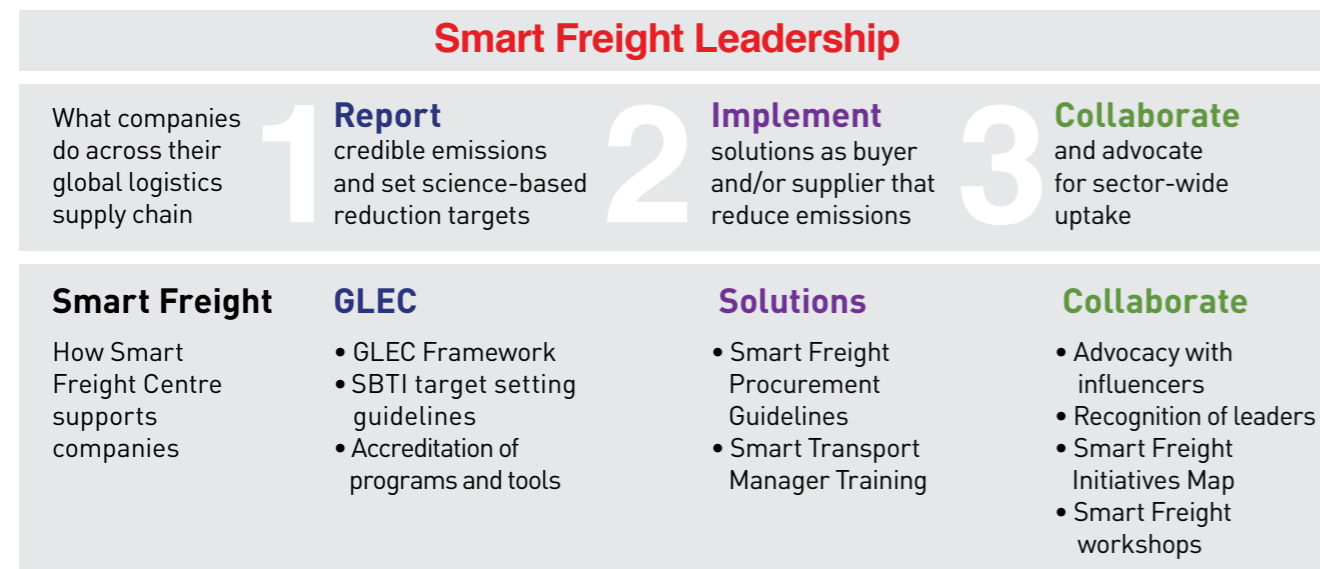 Smart Freight Leadership
What companies
do across their
global logistics
supply chain
1
Report
credible emissions
and set science-based
reduction targets
2
Implement
solutions as buyer
and/or supplier that
reduce emissions
3
Collaborate
and advocate
for sector-wide
uptake
Smart Freight
How Smart
Freight Centre
supports
companies
GLEC
• GLEC Framework
• SBTI target setting
guidelines
• Accreditation of
programs and tools
Solutions
• Smart Freight
Procurement
Guidelines
• Smart Transport
Manager Training
Collaborate
• Advocacy with
influencers
• Recognition of leaders
• Smart Freight
Initiatives Map
• Smart Freight
workshops